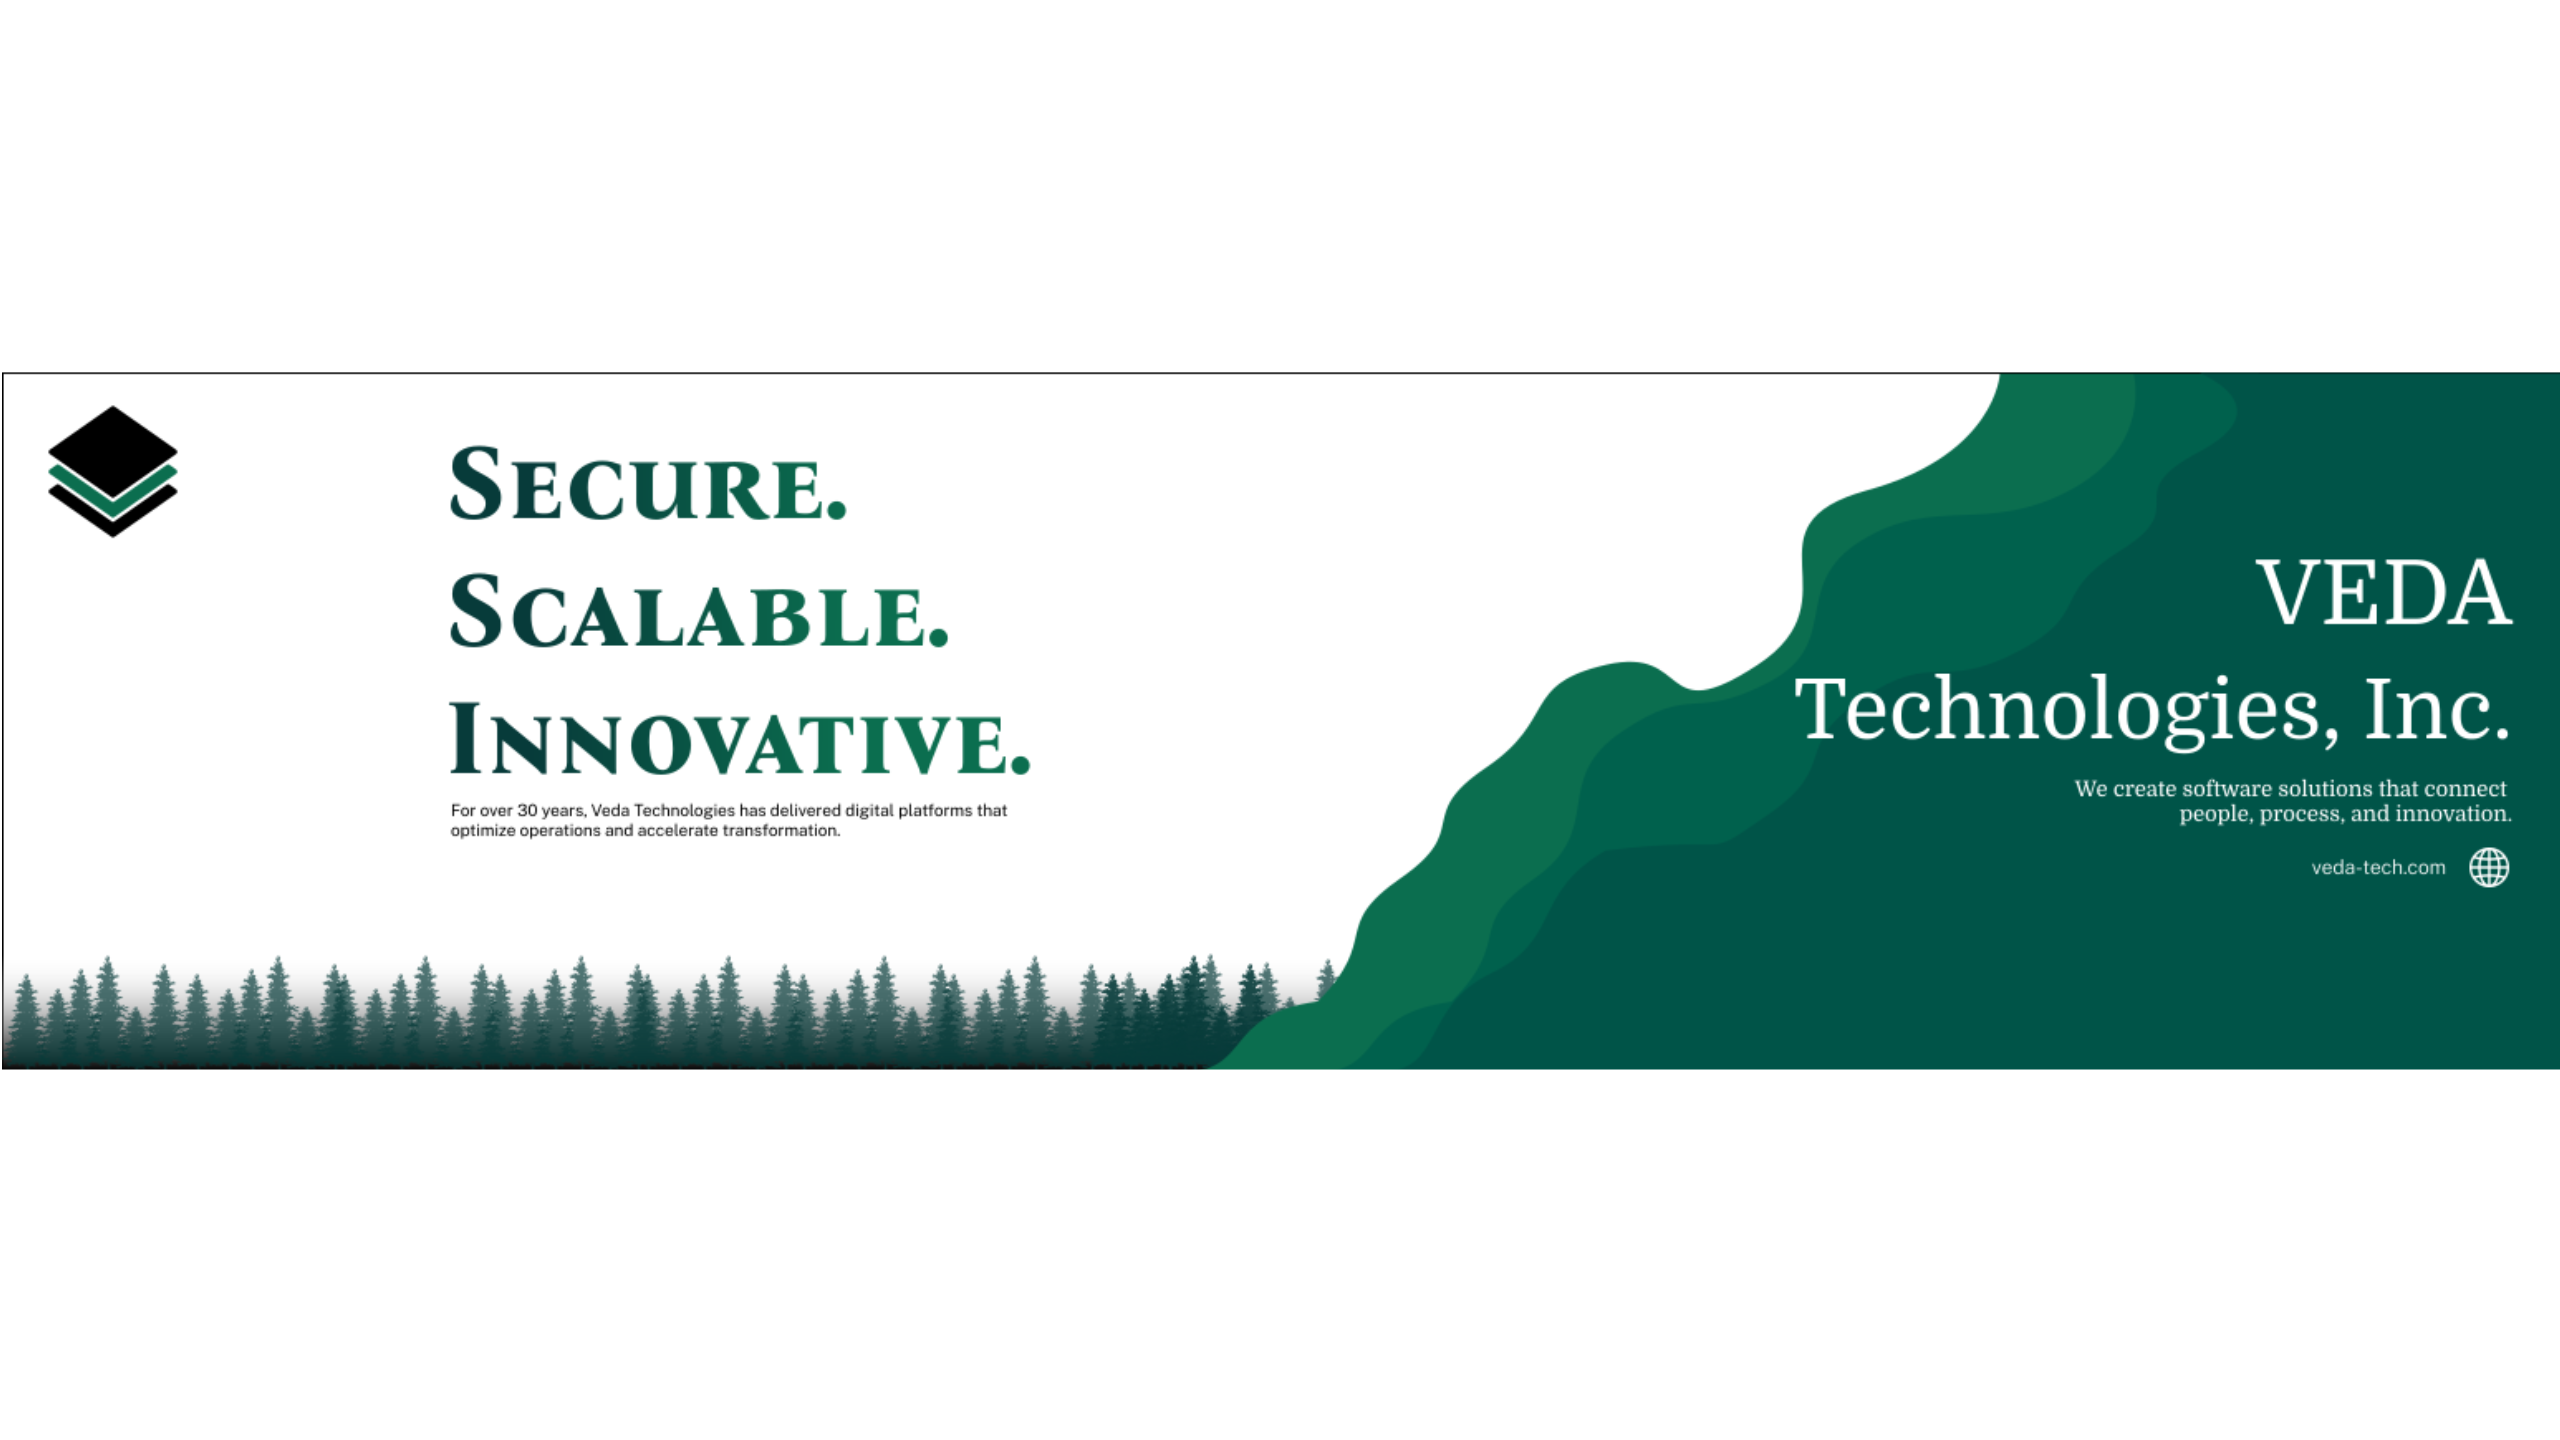 SECURE.
SCALABLE.
INNOVATIVE.
For over 30 years, Veda Technologies has delivered digital platforms that
optimize operations and accelerate transformation.
VEDA
Technologies, Inc.
We create software solutions that connect
people, process, and innovation.
veda-tech.com